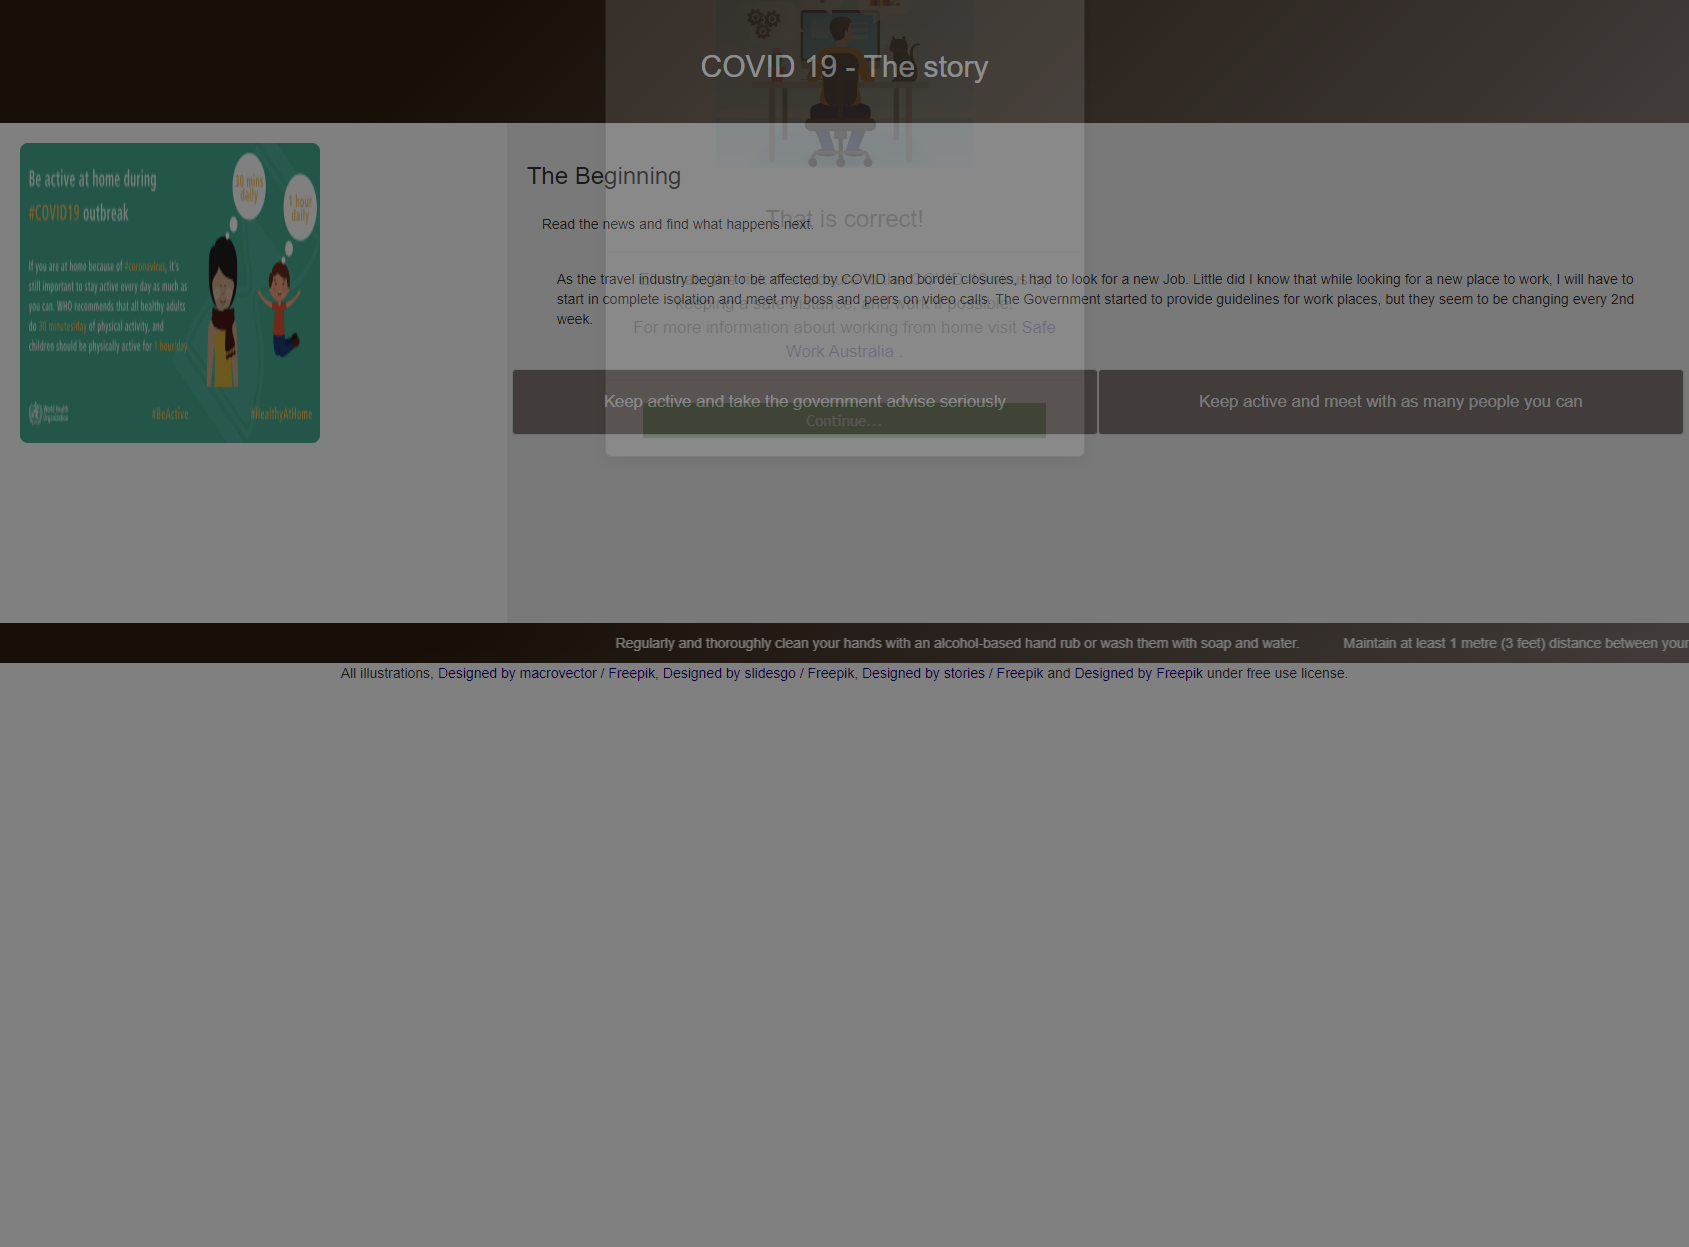 COVID 19 - The story
Be active at home during
#COVID19 outbreak
30 mins
daily
1 hour
daily
If you are at home because of #coronavirus, it's
still important to stay active every day as much as
you can. WHO recommends that all healthy adults
do 30 minutes/day of physical activity, and
children should be physically active for 1 hour/day
World Health
Organization
#BeActive
#HealthyAtHome
The Beginning
Read the news and find what happens next.
As the travel industry began to be affected by COVID and border closures, I had to look for a new Job. Little did I know that while looking for a new place to work, I will have to
start in complete isolation and meet my boss and peers on video calls. The Government started to provide guidelines for work places, but they seem to be changing every 2nd
week.
Keep active and take the government advise seriously
Keep active and meet with as many people you can
That is correct!
keeping a safe distance, and work if possible.
For more information about working from home visit Safe
Work Australia .
Continue...
Regularly and thoroughly clean your hands with an alcohol-based hand rub or wash them with soap and water.
Maintain at least 1 metre (3 feet) distance between your
All illustrations, Designed by macrovector / Freepik, Designed by slidesgo / Freepik, Designed by stories / Freepik and Designed by Freepik under free use license.